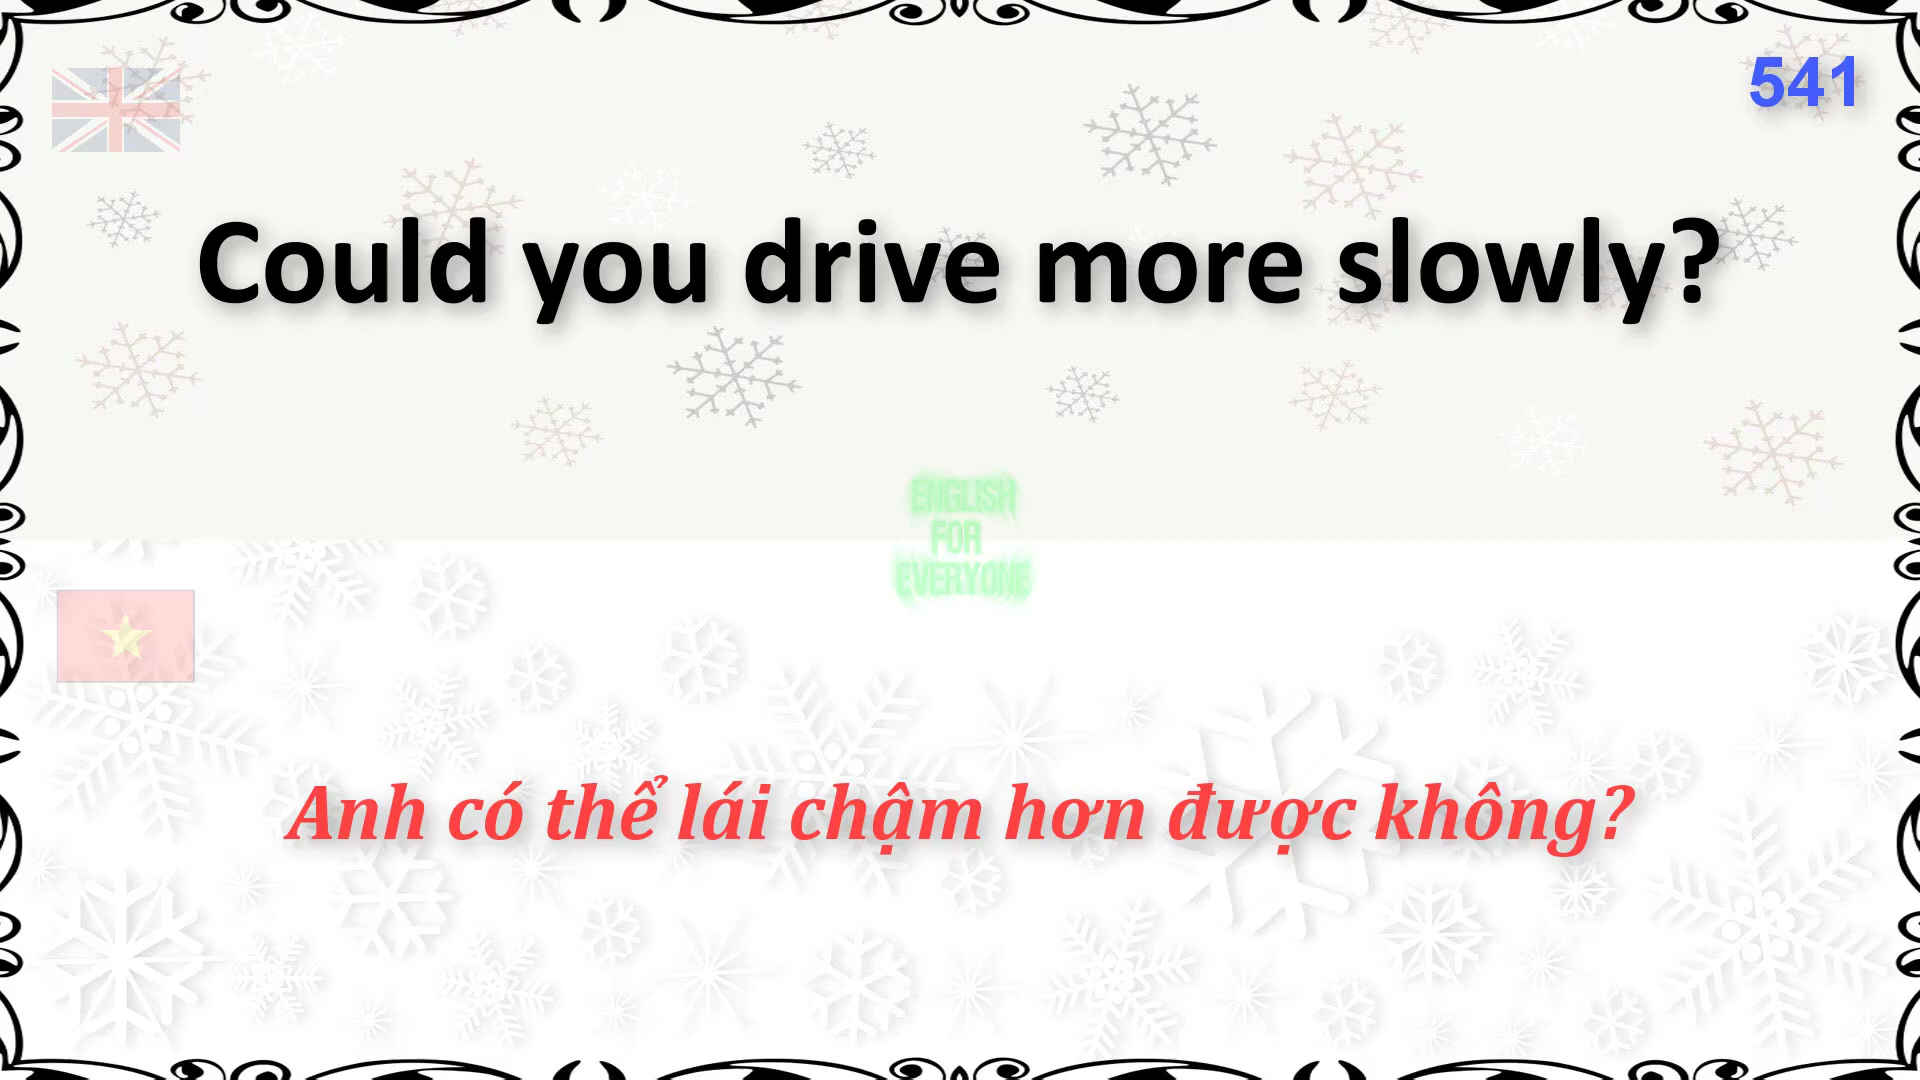 541
Could you drive more slowly?
ENGLISH
FOR
EVERYONE
Anh có thể lái chậm hơn được không?